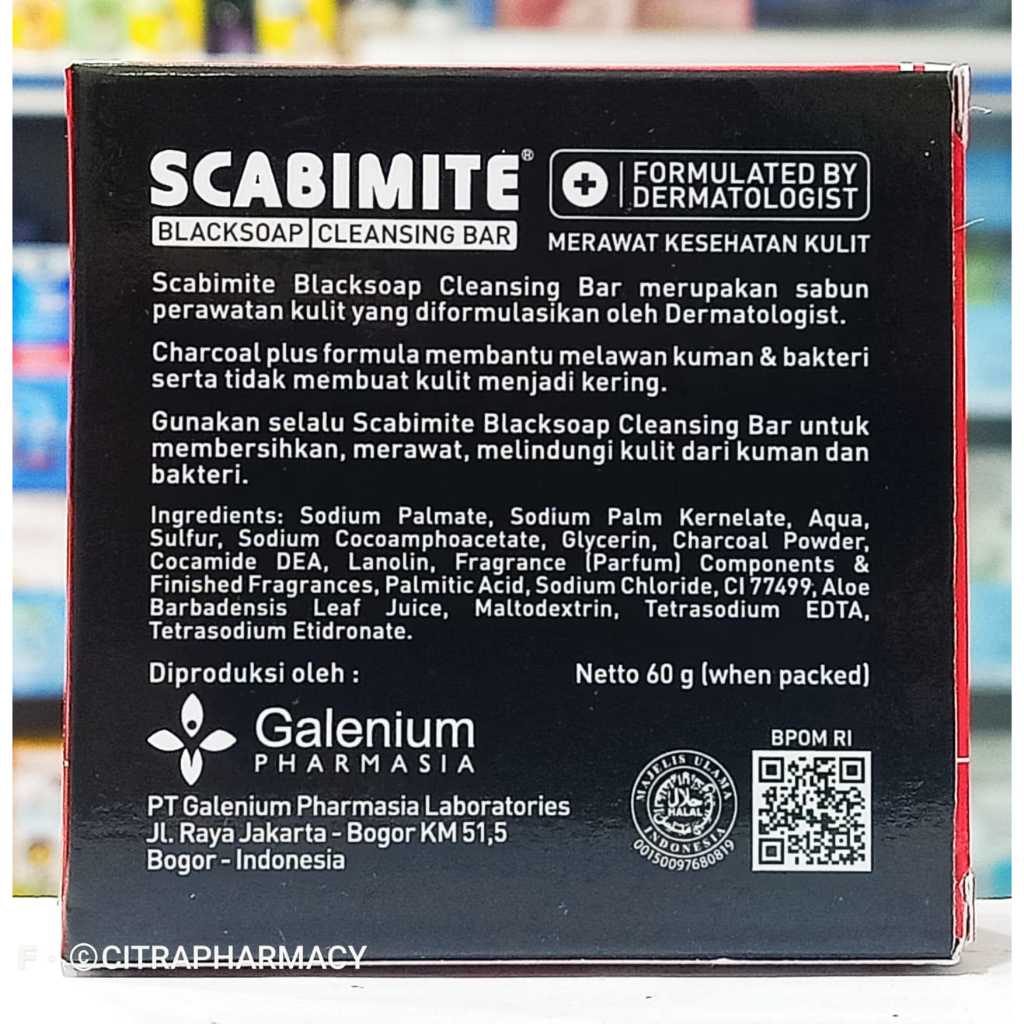 SCABIMITE®
BLACKSOAP CLEANSING BAR
FORMULATED BY
DERMATOLOGIST
MERAWAT KESEHATAN KULIT
Scabimite Blacksoap Cleansing Bar merupakan sabun
perawatan kulit yang diformulasikan oleh Dermatologist.
Charcoal plus formula membantu melawan kuman & bakteri
serta tidak membuat kulit menjadi kering.
Gunakan selalu Scabimite Blacksoap Cleansing Bar untuk
membersihkan, merawat, melindungi kulit dari kuman dan
bakteri.
Ingredients: Sodium Palmate, Sodium Palm Kernelate, Aqua,
Sulfur, Sodium Cocoamphoacetate, Glycerin, Charcoal Powder,
Cocamide DEA, Lanolin, Fragrance (Parfum) Components &
Finished Fragrances, Palmitic Acid, Sodium Chloride, CI 77499, Aloe
Barbadensis Leaf Juice, Maltodextrin, Tetrasodium EDTA,
Tetrasodium Etidronate.
Diproduksi oleh :
Netto 60 g (when packed)
Galenium
PHARMASIA
PT Galenium Pharmasia Laboratories
Jl. Raya Jakarta - Bogor KM 51,5
Bogor - Indonesia
MAJELIS ULAMA
حلال
HALAL
INDONESIA
00150097680819
BPOM RI
F · ©CITRAPHARMACY